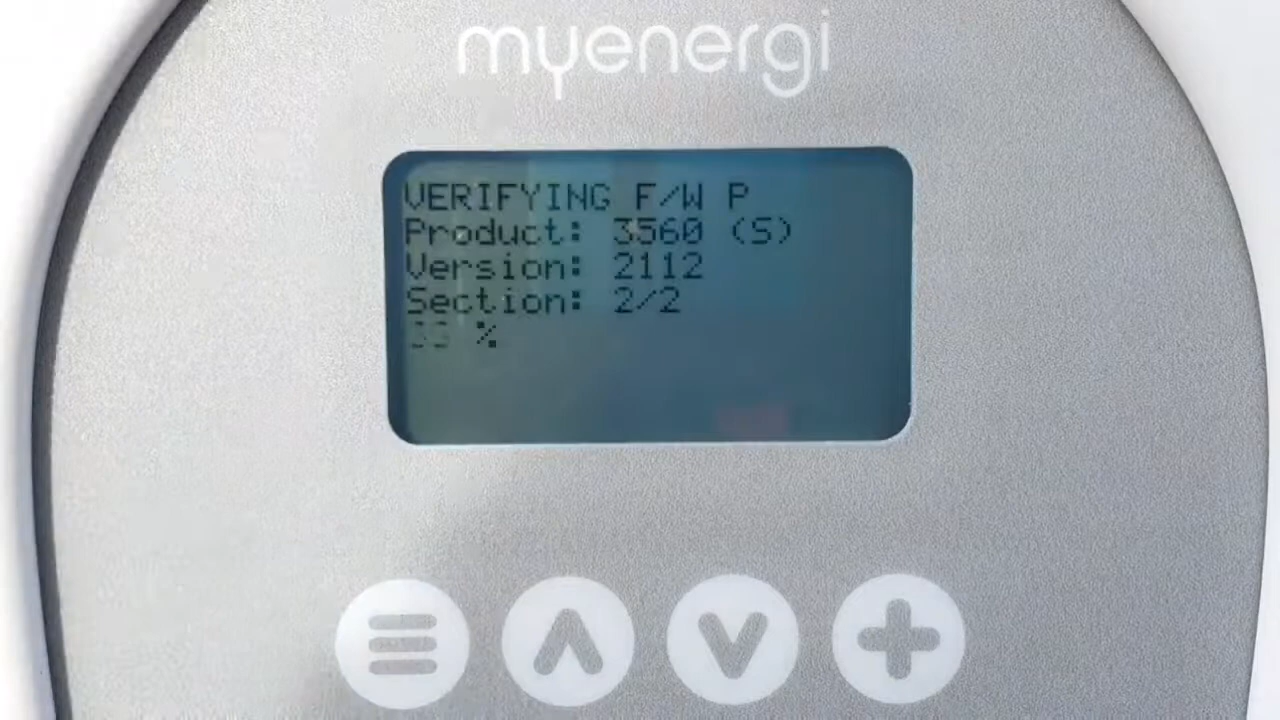 myenergi
VERIFYING F/W P
Product: 3560 (S)
Version: 2112
Section: 2/2
%